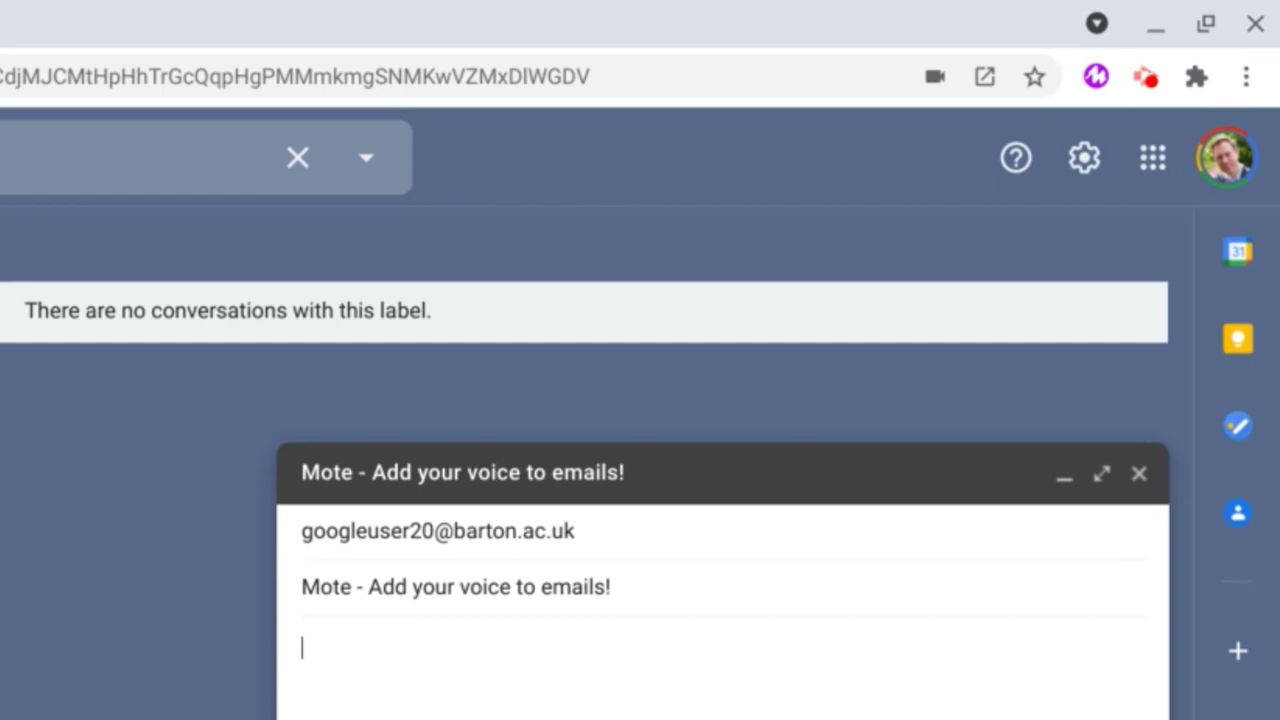 CdjMJCMtHpHhTrGcQqpHgPMMmkmgSNMKwVZMxDlWGDV
31
There are no conversations with this label.
Mote - Add your voice to emails!
googleuser20@barton.ac.uk
Mote - Add your voice to emails!